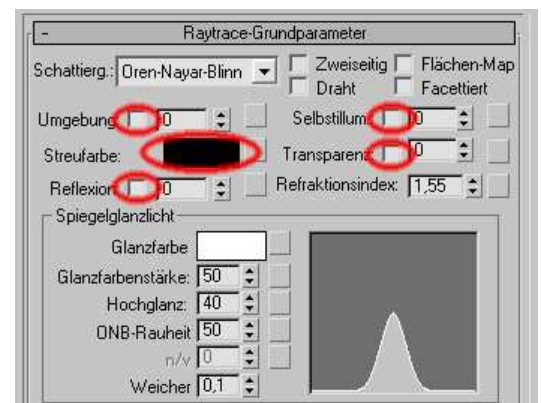 - Raytrace-Grundparameter
Schattierg.: Oren-Nayar-Blinn Zweiseitig Flächen-Map
Draht Facettiert
Umgebung 0 Selbstillum. 0
Streufarbe: Transparenz 0
Reflexion 0 Refraktionsindex: 1,55
Spiegelglanzlicht
Glanzfarbe
Glanzfarbenstärke: 50
Hochglanz: 40
ONB-Rauheit 50
n/v 0
Weicher 0,1